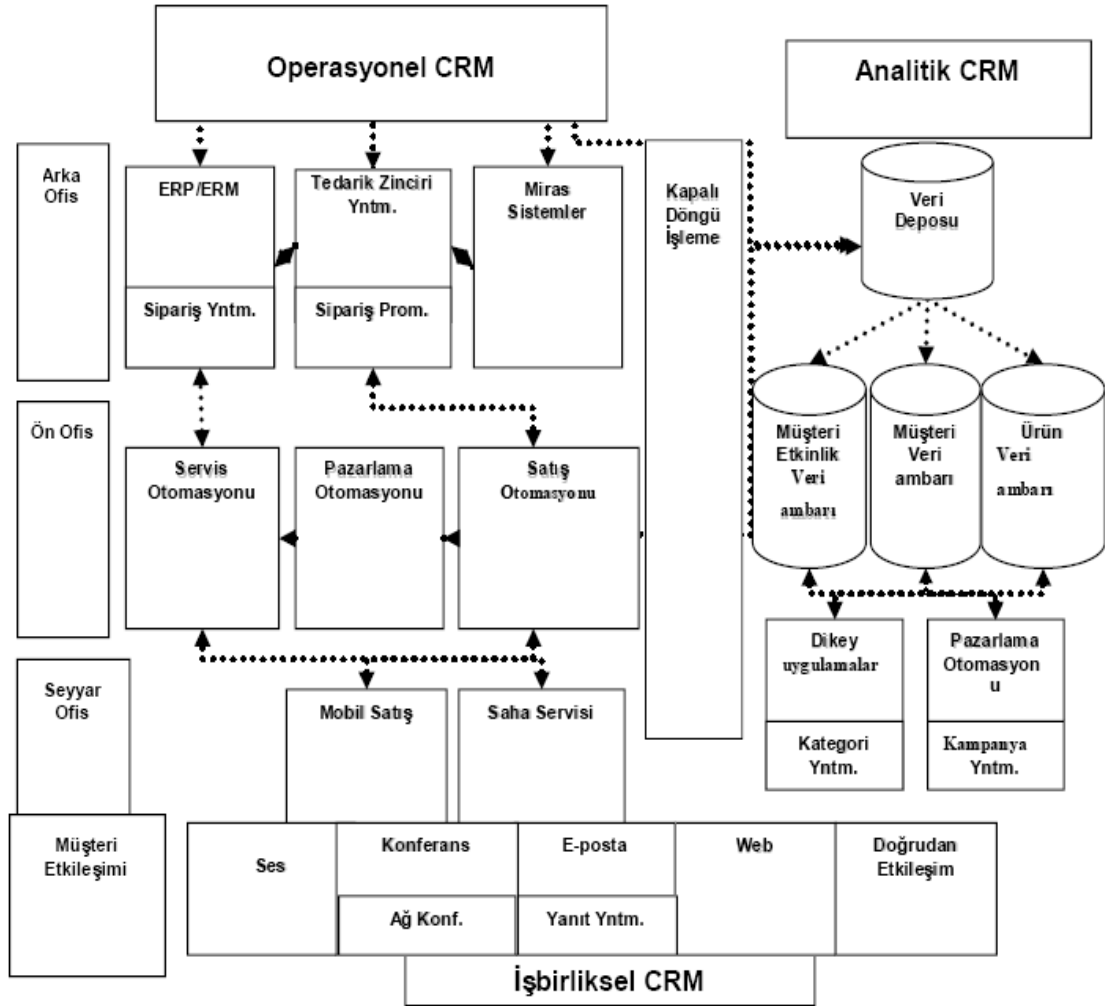 Operasyonel CRM
Analitik CRM
Arka
Ofis
ERP/ERM
Tedarik Zinciri
Yntm.
Miras
Sistemler
Kapalı
Döngü
İşleme
Veri
Deposu
Sipariş Yntm.
Sipariş Prom.
Ön Ofis
Servis
Otomasyonu
Pazarlama
Otomasyonu
Satış
Otomasyonu
Müşteri
Etkinlik
Veri
ambarı
Müşteri
Veri
ambarı
Ürün
Veri
ambarı
Seyyar
Ofis
Mobil Satış
Saha Servisi
Dikey
uygulamalar
Pazarlama
Otomasyon
u
Kategori
Yntm.
Kampanya
Yntm.
Müşteri
Etkileşimi
Ses
Konferans
E-posta
Web
Doğrudan
Etkileşim
Ağ Konf.
Yanıt Yntm.
İşbirliksel CRM